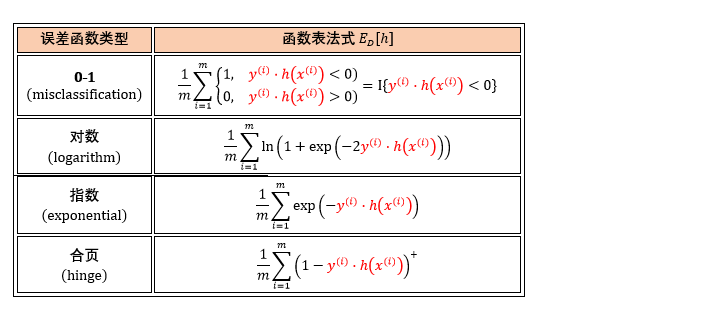 误差函数类型 函数表法式 E_D[h]
0-1 (misclassification) \frac{1}{m}\sum_{i=1}^{m}\begin{cases}1, & y^{(i)}\cdot h(x^{(i)})<0)\\0, & y^{(i)}\cdot h(x^{(i)})>0)\end{cases}=\mathrm{I}\{y^{(i)}\cdot h(x^{(i)})<0\}
对数
(logarithm)
\frac{1}{m}\sum_{i=1}^{m}\ln\left(1+\exp\left(-2y^{(i)}\cdot h(x^{(i)})\right)\right)
指数
(exponential)
\frac{1}{m}\sum_{i=1}^{m}\exp\left(-y^{(i)}\cdot h(x^{(i)})\right)
合页
(hinge)
\frac{1}{m}\sum_{i=1}^{m}\left(1-y^{(i)}\cdot h(x^{(i)})\right)^{+}